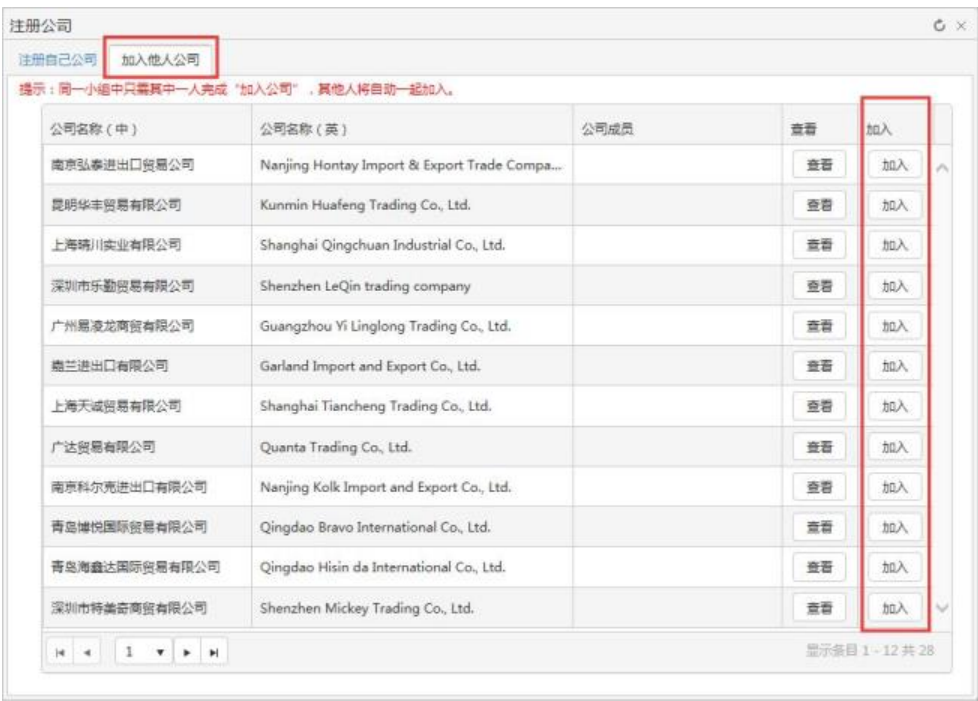 注册公司
注册自己公司 加入他人公司
提示：同一小组中只需其中一人完成“加入公司”，其他人将自助一起加入。
公司名称（中） 公司名称（英） 公司成员 查看 加入
南京弘泰进出口贸易公司 Nanjing Hontay Import & Export Trade Compa... 查看 加入
昆明华丰贸易有限公司 Kunmin Huafeng Trading Co., Ltd. 查看 加入
上海晴川实业有限公司 Shanghai Qingchuan Industrial Co., Ltd. 查看 加入
深圳市乐勤贸易有限公司 Shenzhen LeQin trading company 查看 加入
广州易凌龙商贸有限公司 Guangzhou Yi Linglong Trading Co., Ltd. 查看 加入
嘉兰进出口有限公司 Garland Import and Export Co., Ltd. 查看 加入
上海天诚贸易有限公司 Shanghai Tiancheng Trading Co., Ltd. 查看 加入
广达贸易有限公司 Quanta Trading Co., Ltd. 查看 加入
南京科尔克进出口有限公司 Nanjing Kolk Import and Export Co., Ltd. 查看 加入
青岛博悦国际贸易有限公司 Qingdao Bravo International Co., Ltd. 查看 加入
青岛海鑫达国际贸易有限公司 Qingdao Hisin da International Co., Ltd. 查看 加入
深圳市特美奇商贸有限公司 Shenzhen Mickey Trading Co., Ltd. 查看 加入
1 显示条目 1 - 12 共 28